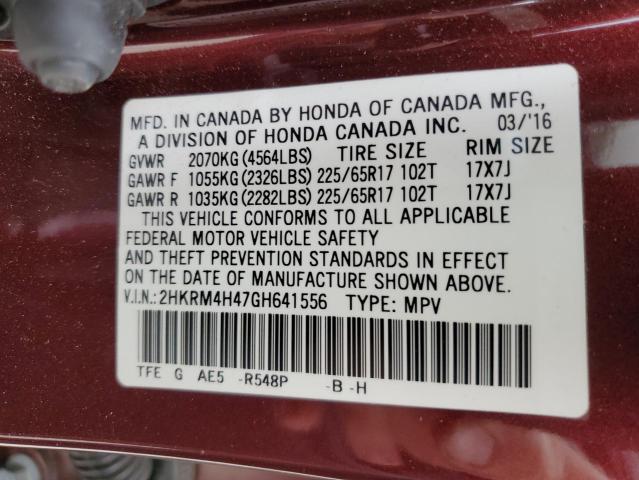 MFD. IN CANADA BY HONDA OF CANADA MFG.,
A DIVISION OF HONDA CANADA INC. 03/'16
GVWR 2070KG (4564LBS) TIRE SIZE RIM SIZE
GAWR F 1055KG (2326LBS) 225/65R17 102T 17X7J
GAWR R 1035KG (2282LBS) 225/65R17 102T 17X7J
THIS VEHICLE CONFORMS TO ALL APPLICABLE
FEDERAL MOTOR VEHICLE SAFETY
AND THEFT PREVENTION STANDARDS IN EFFECT
ON THE DATE OF MANUFACTURE SHOWN ABOVE.
V.I.N.: 2HKRM4H47GH641556 TYPE: MPV
TFE G AE5 -R548P -B -H